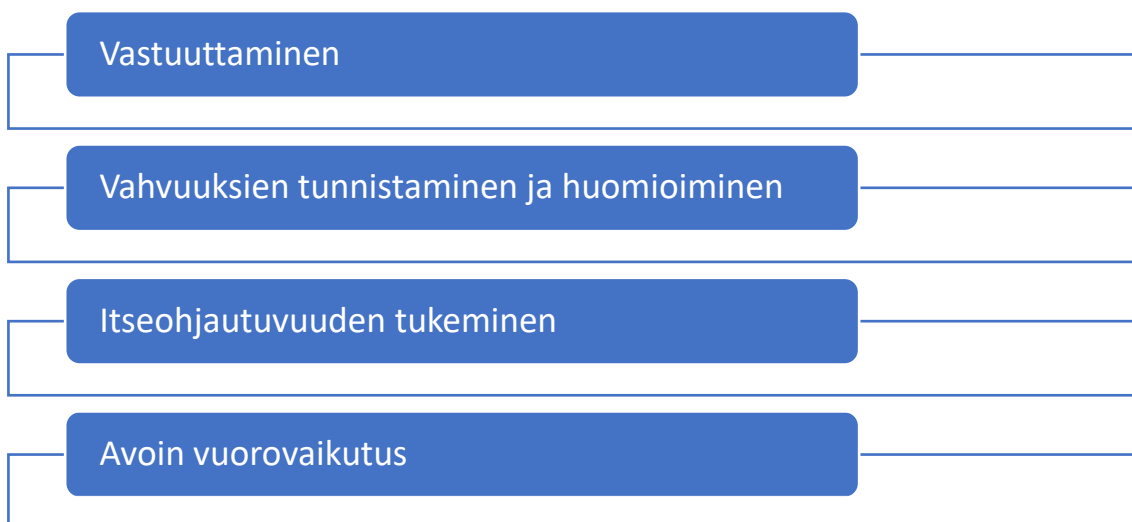 Vastuuttaminen
Vahvuuksien tunnistaminen ja huomioiminen
Itseohjautuvuuden tukeminen
Avoin vuorovaikutus